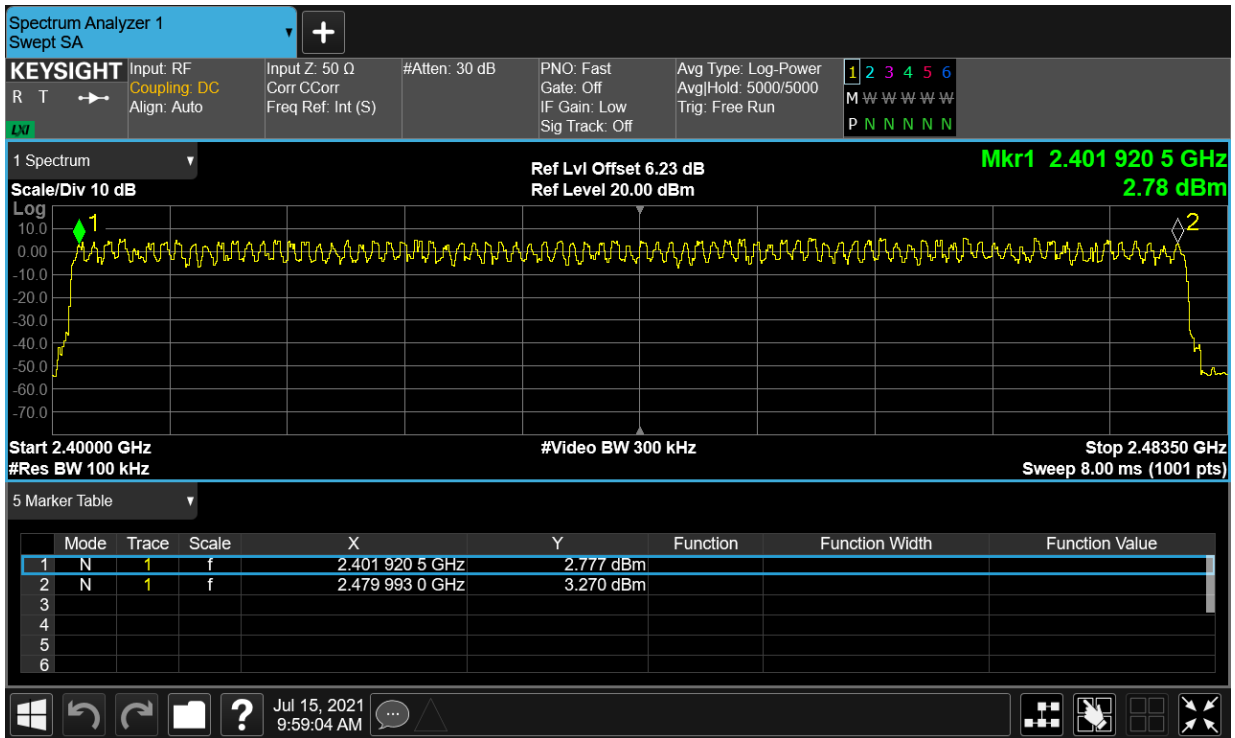 Spectrum Analyzer 1
Swept SA
KEYSIGHT
R T
LXI
Input: RF
Coupling: DC
Align: Auto
Input Z: 50 Ω
Corr CCorr
Freq Ref: Int (S)
#Atten: 30 dB
PNO: Fast
Gate: Off
IF Gain: Low
Sig Track: Off
Avg Type: Log-Power
Avg|Hold: 5000/5000
Trig: Free Run
1 2 3 4 5 6
M W W W W W
P N N N N N
1 Spectrum
Scale/Div 10 dB
Ref Lvl Offset 6.23 dB
Ref Level 20.00 dBm
Mkr1 2.401 920 5 GHz
2.78 dBm
Log
10.0
0.00
-10.0
-20.0
-30.0
-40.0
-50.0
-60.0
-70.0
1
2
Start 2.40000 GHz
#Res BW 100 kHz
#Video BW 300 kHz
Stop 2.48350 GHz
Sweep 8.00 ms (1001 pts)
5 Marker Table
Mode Trace Scale X Y Function Function Width Function Value
1 N 1 f 2.401 920 5 GHz 2.777 dBm
2 N 1 f 2.479 993 0 GHz 3.270 dBm
3
4
5
6
?
Jul 15, 2021
9:59:04 AM